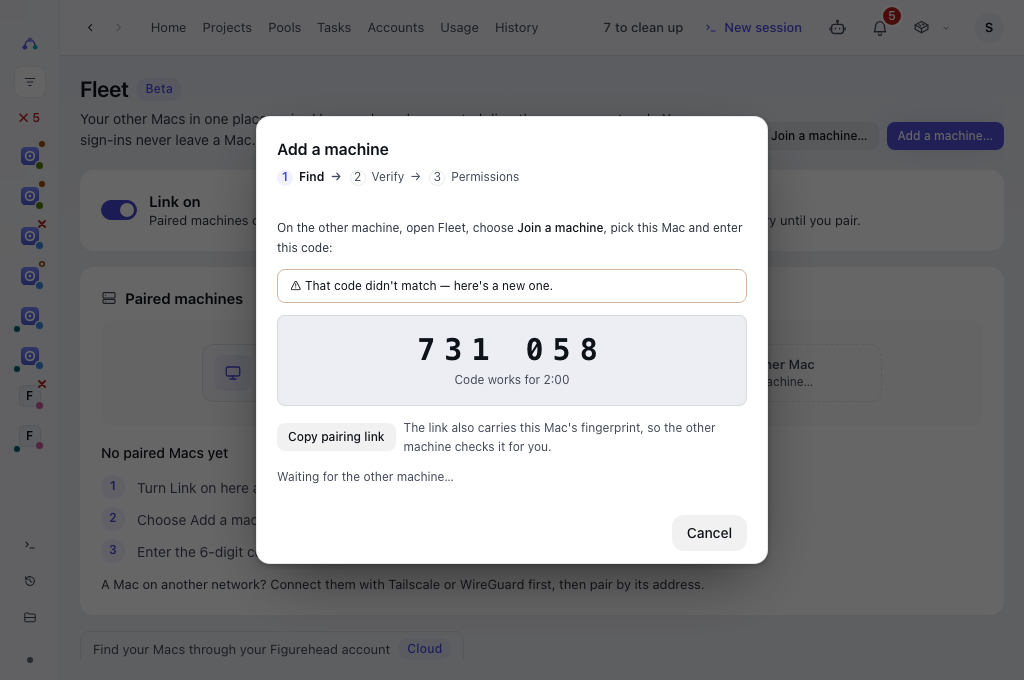 Home Projects Pools Tasks Accounts Usage History 7 to clean up New session 5 S
5
Fleet Beta
Your other Macs in one plac
sign-ins never leave a Mac.
Join a machine... Add a machine...
Link on
Paired machines
y until you pair.
Paired machines
her Mac
achine...
No paired Macs yet
1 Turn Link on here a
2 Choose Add a mac
3 Enter the 6-digit c
A Mac on another network? Connect them with Tailscale or WireGuard first, then pair by its address.
Find your Macs through your Figurehead account Cloud
F
F
Add a machine
1 Find → 2 Verify → 3 Permissions
On the other machine, open Fleet, choose Join a machine, pick this Mac and enter
this code:
⚠ That code didn't match — here's a new one.
731 058
Code works for 2:00
Copy pairing link
The link also carries this Mac's fingerprint, so the other
machine checks it for you.
Waiting for the other machine...
Cancel